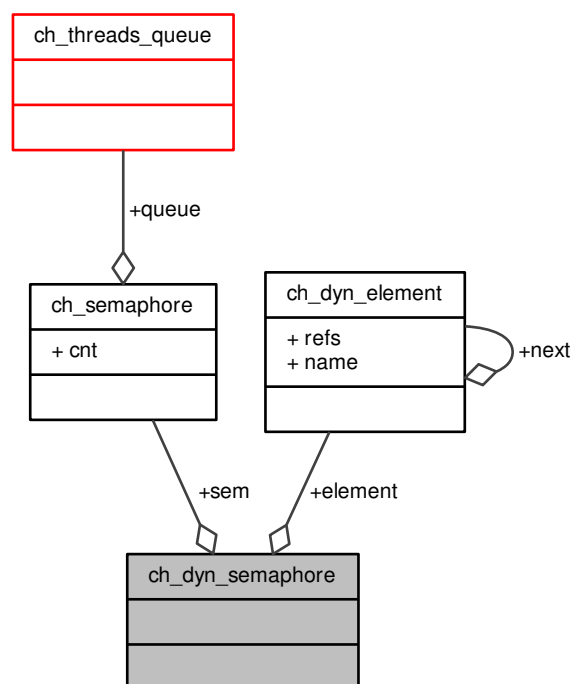 ch_threads_queue
+queue
ch_semaphore
+ cnt
ch_dyn_element
+ refs
+ name
+next
+sem
+element
ch_dyn_semaphore